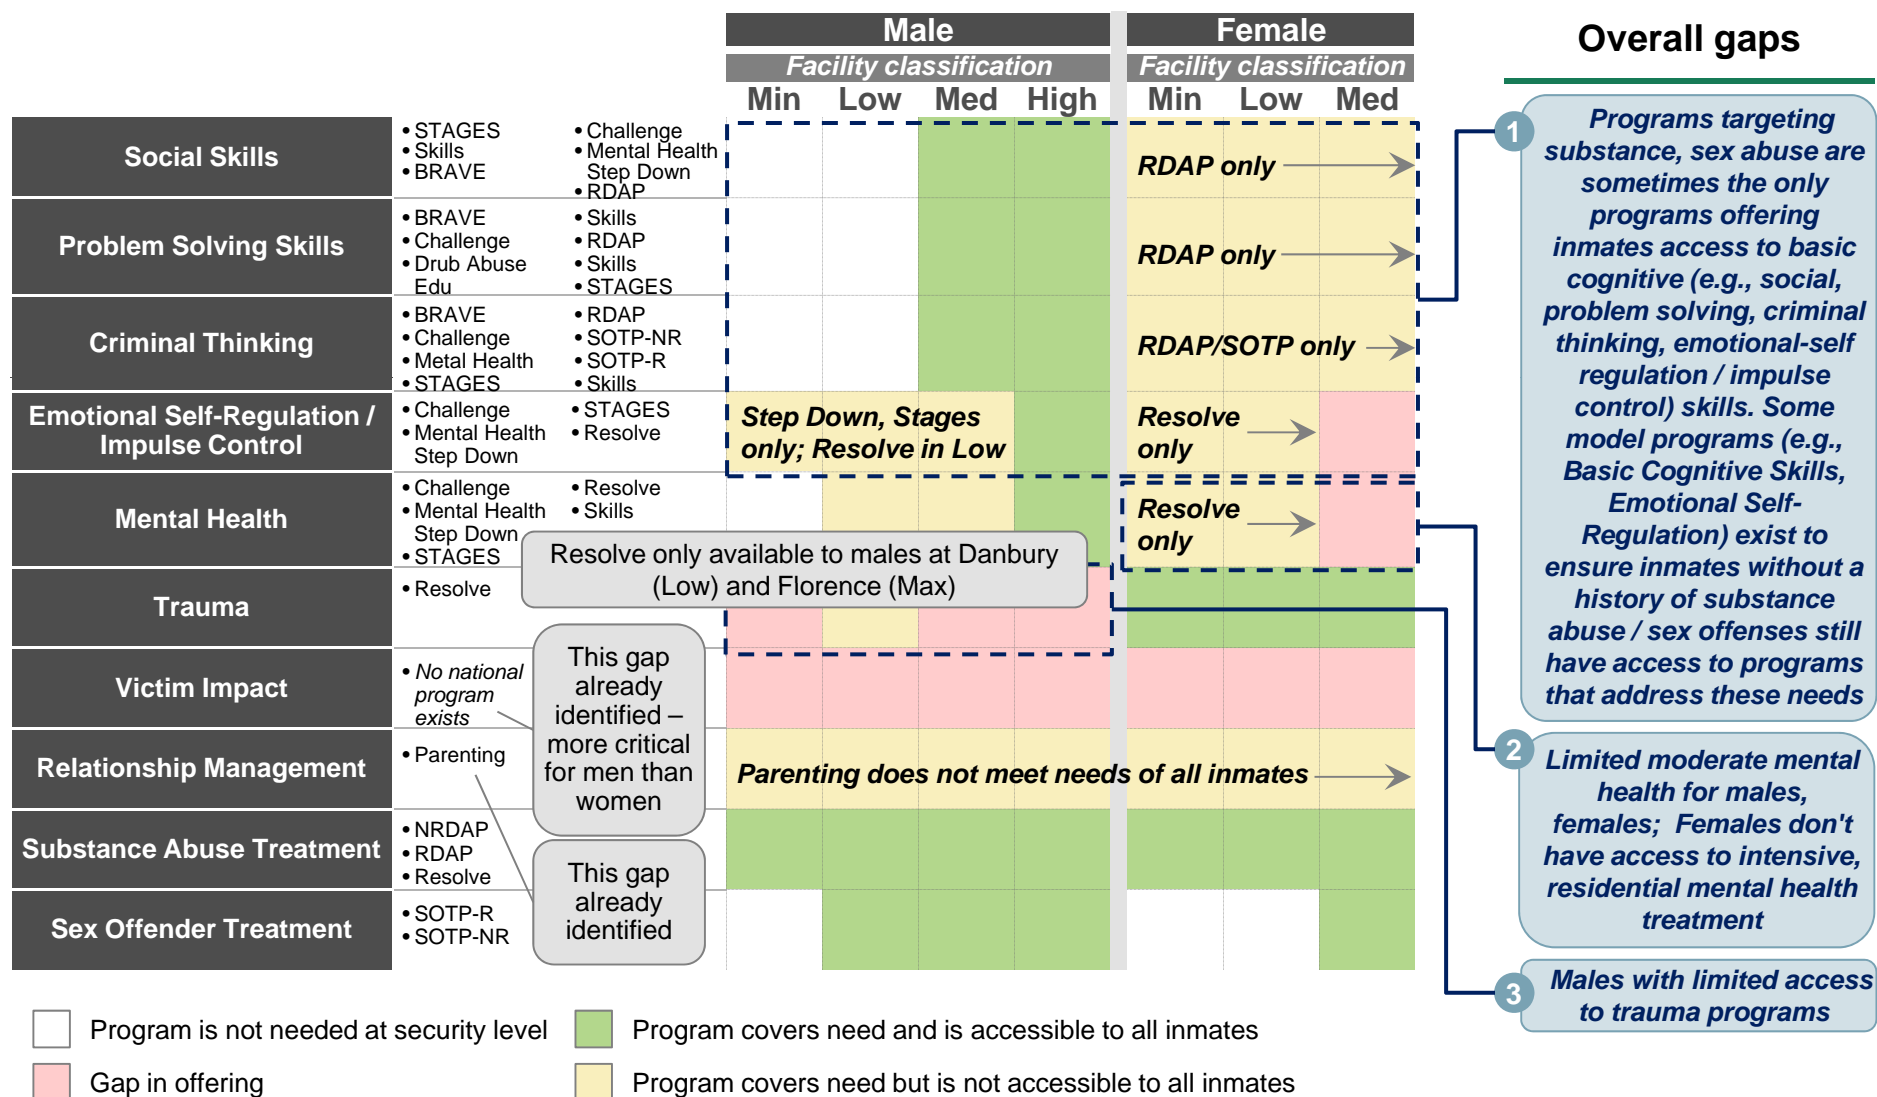 Male
Female
Overall gaps
Facility classification
Facility classification
Min Low Med High
Min Low Med
Social Skills
• STAGES
• Skills
• BRAVE
• Challenge
• Mental Health
Step Down
• RDAP
RDAP only
Problem Solving Skills
• BRAVE
• Challenge
• Drub Abuse
Edu
• Skills
• RDAP
• Skills
• STAGES
RDAP only
Criminal Thinking
• BRAVE
• Challenge
• Metal Health
• STAGES
• RDAP
• SOTP-NR
• SOTP-R
• Skills
RDAP/SOTP only
Emotional Self-Regulation /
Impulse Control
• Challenge
• Mental Health
Step Down
• STAGES
• Resolve
Step Down, Stages
only; Resolve in Low
Resolve
only
Mental Health
• Challenge
• Mental Health
Step Down
• STAGES
• Resolve
• Skills
Resolve
only
Resolve only available to males at Danbury
(Low) and Florence (Max)
Trauma
• Resolve
Victim Impact
• No national
program
exists
This gap
already
identified –
more critical
for men than
women
Relationship Management
• Parenting
Parenting does not meet needs of all inmates
Substance Abuse Treatment
• NRDAP
• RDAP
• Resolve
This gap
already
identified
Sex Offender Treatment
• SOTP-R
• SOTP-NR
1
Programs targeting
substance, sex abuse are
sometimes the only
programs offering
inmates access to basic
cognitive (e.g., social,
problem solving, criminal
thinking, emotional-self
regulation / impulse
control) skills. Some
model programs (e.g.,
Basic Cognitive Skills,
Emotional Self-
Regulation) exist to
ensure inmates without a
history of substance
abuse / sex offenses still
have access to programs
that address these needs
2
Limited moderate mental
health for males,
females; Females don't
have access to intensive,
residential mental health
treatment
3
Males with limited access
to trauma programs
Program is not needed at security level
Program covers need and is accessible to all inmates
Gap in offering
Program covers need but is not accessible to all inmates